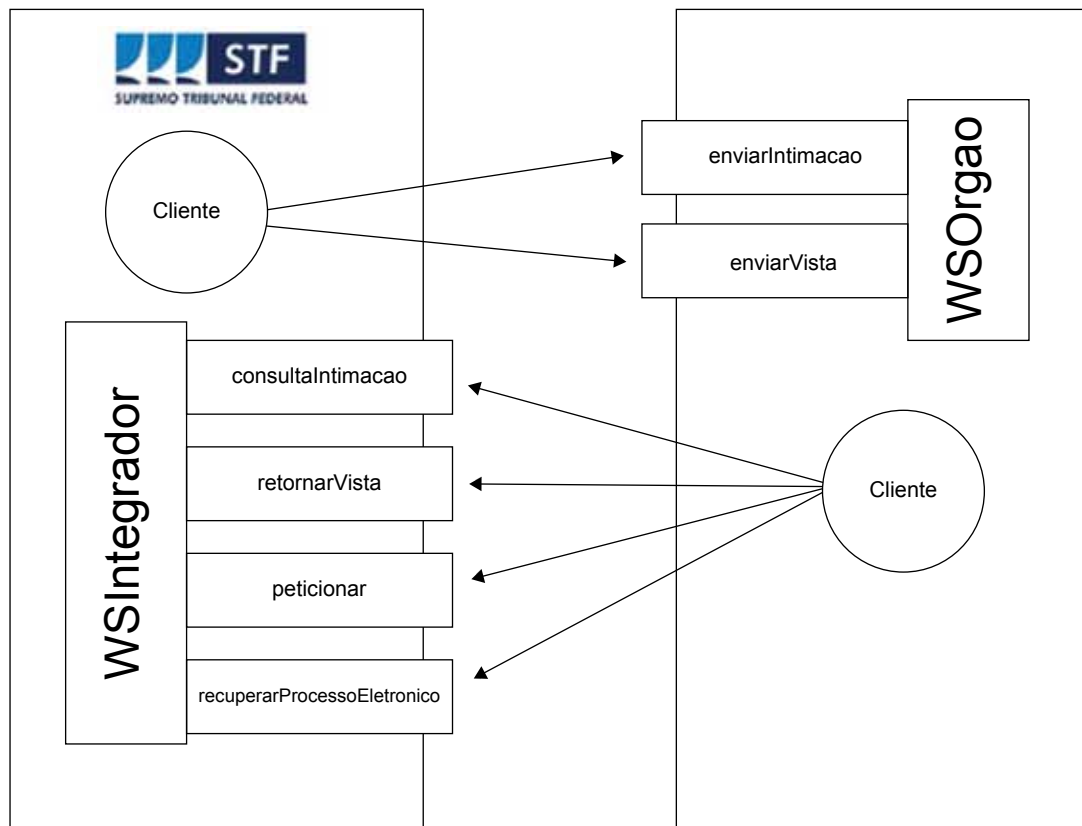 STF
SUPREMO TRIBUNAL FEDERAL
Cliente
enviarIntimacao
enviarVista
WSOrgao
WSIntegrador
consultaIntimacao
retornarVista
peticionar
recuperarProcessoEletronico
Cliente